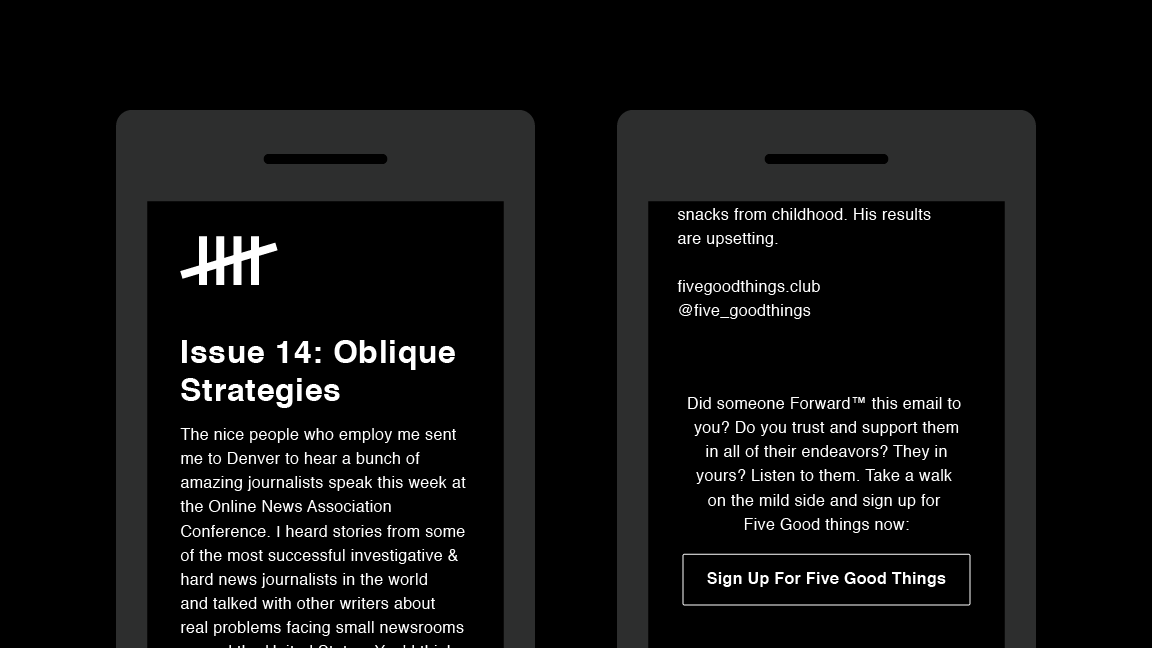 Issue 14: Oblique
Strategies
The nice people who employ me sent
me to Denver to hear a bunch of
amazing journalists speak this week at
the Online News Association
Conference. I heard stories from some
of the most successful investigative &
hard news journalists in the world
and talked with other writers about
real problems facing small newsrooms
snacks from childhood. His results
are upsetting.
fivegoodthings.club
@five_goodthings
Did someone Forward™ this email to
you? Do you trust and support them
in all of their endeavors? They in
yours? Listen to them. Take a walk
on the mild side and sign up for
Five Good things now:
Sign Up For Five Good Things